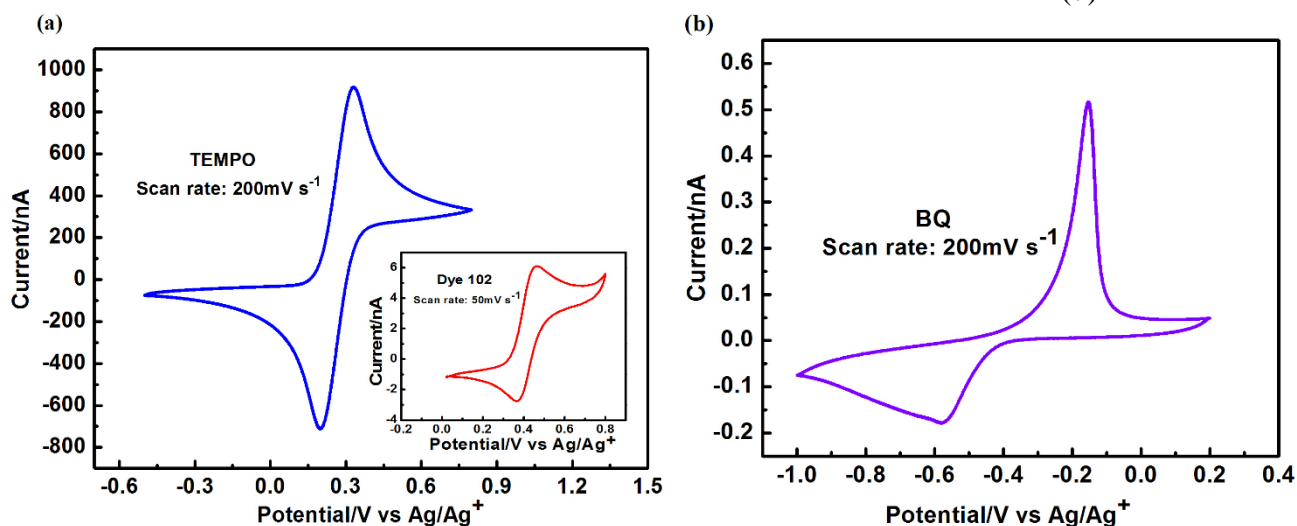 (a)
1000
800
600
400
200
0
-200
-400
-600
-800
Current/nA
TEMPO
Scan rate: 200mV s-1
-0.6 -0.3 0.0 0.3 0.6 0.9 1.2 1.5
Potential/V vs Ag/Ag+
6
4
2
0
-2
-4
Current/nA
Dye 102
Scan rate: 50mV s-1
-0.2 0.0 0.2 0.4 0.6 0.8
Potential/V vs Ag/Ag+
(b)
0.6
0.5
0.4
0.3
0.2
0.1
0.0
-0.1
-0.2
Current/nA
BQ
Scan rate: 200mV s-1
-1.0 -0.8 -0.6 -0.4 -0.2 0.0 0.2 0.4
Potential/V vs Ag/Ag+